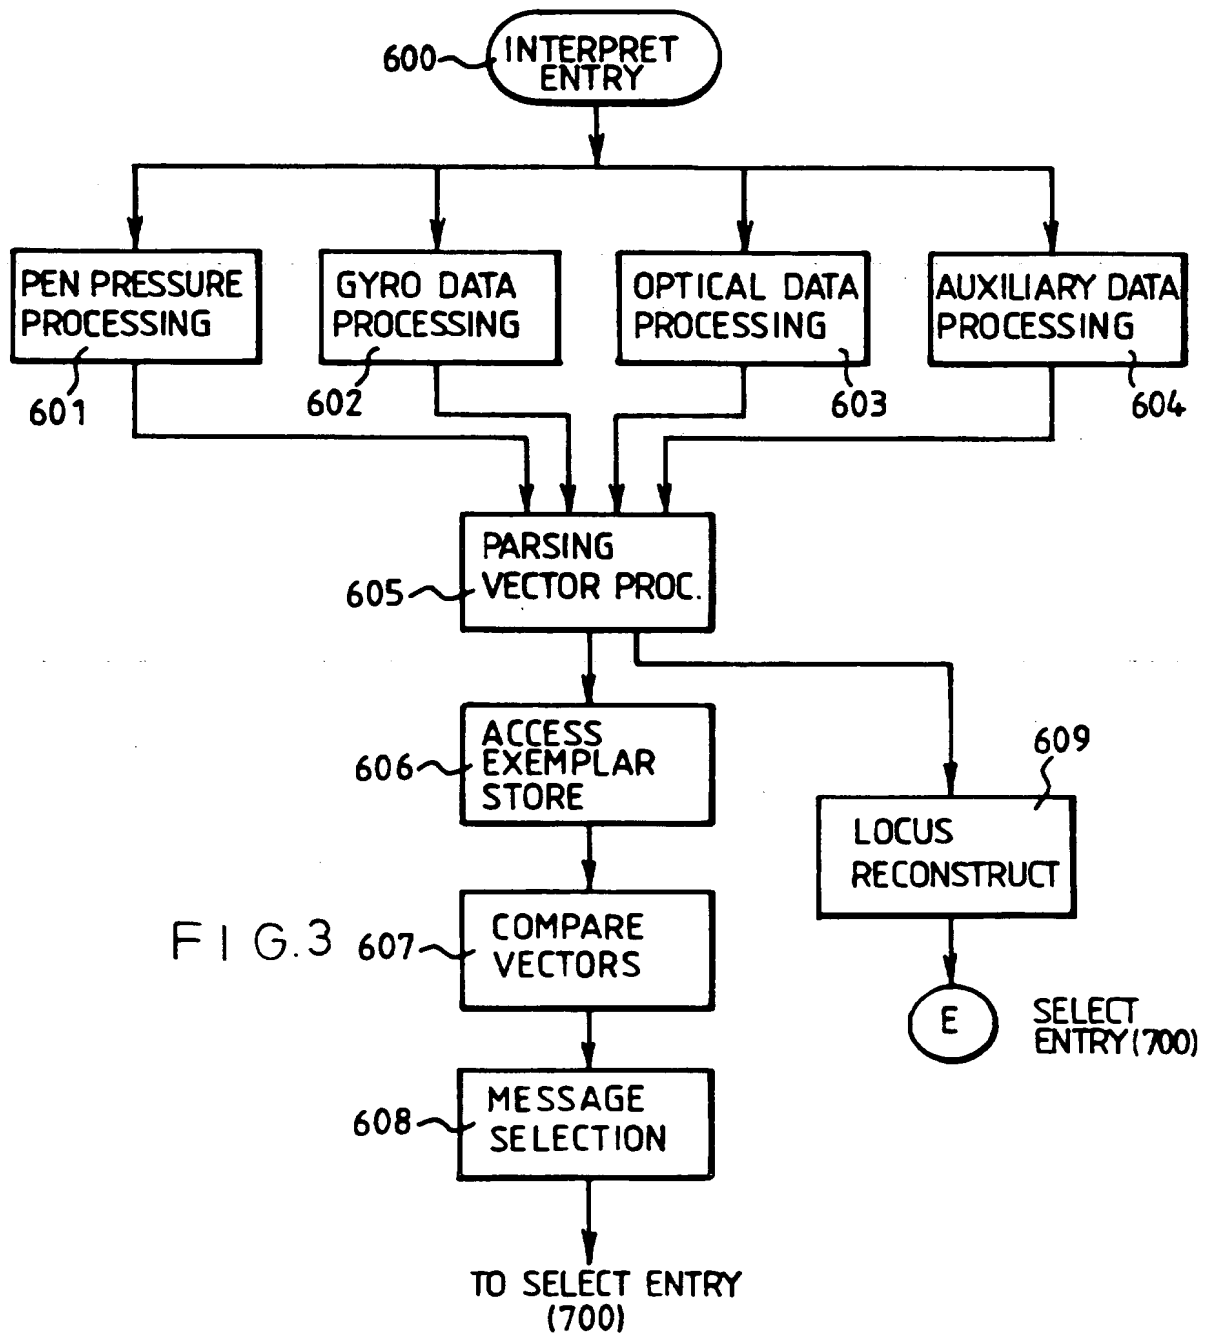 600
INTERPRET
ENTRY
PEN PRESSURE
PROCESSING
601
GYRO DATA
PROCESSING
602
OPTICAL DATA
PROCESSING
603
AUXILIARY DATA
PROCESSING
604
PARSING
VECTOR PROC.
605
ACCESS
EXEMPLAR
STORE
606
609
LOCUS
RECONSTRUCT
FIG.3
607
COMPARE
VECTORS
E
SELECT
ENTRY(700)
608
MESSAGE
SELECTION
TO SELECT ENTRY
(700)